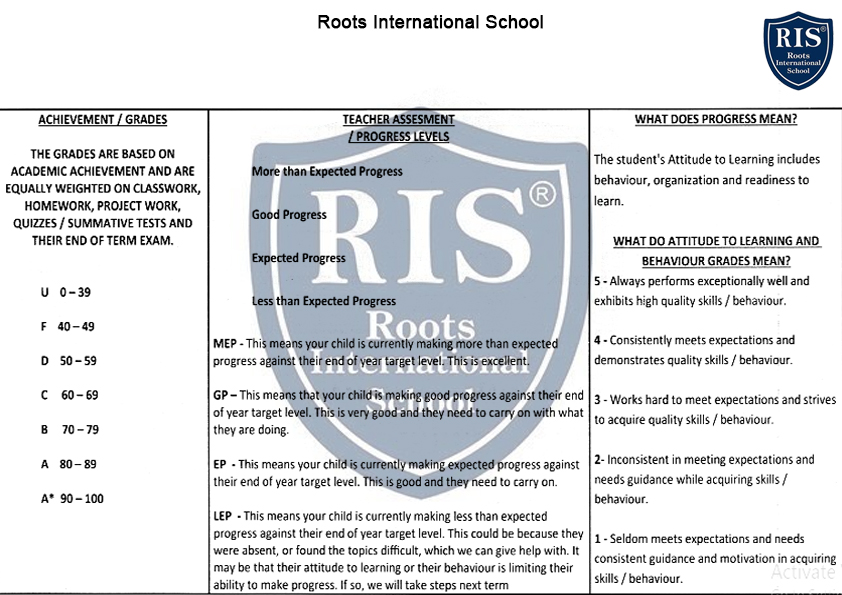 Roots International School
RIS®
Roots
International
School
ACHIEVEMENT / GRADES
THE GRADES ARE BASED ON
ACADEMIC ACHIEVEMENT AND ARE
EQUALLY WEIGHTED ON CLASSWORK,
HOMEWORK, PROJECT WORK,
QUIZZES / SUMMATIVE TESTS AND
THEIR END OF TERM EXAM.
U 0 – 39
F 40 – 49
D 50 – 59
C 60 – 69
B 70 – 79
A 80 – 89
A* 90 – 100
TEACHER ASSESMENT
/ PROGRESS LEVELS
More than Expected Progress
Good Progress
Expected Progress
Less than Expected Progress
MEP - This means your child is currently making more than expected
progress against their end of year target level. This is excellent.
GP – This means that your child is making good progress against their end
of year target level. This is very good and they need to carry on with what
they are doing.
EP - This means your child is currently making expected progress against
their end of year target level. This is good and they need to carry on.
LEP - This means your child is currently making less than expected
progress against their end of year target level. This could be because they
were absent, or found the topics difficult, which we can give help with. It
may be that their attitude to learning or their behaviour is limiting their
ability to make progress. If so, we will take steps next term
RIS®
Roots
International
School
WHAT DOES PROGRESS MEAN?
The student's Attitude to Learning includes
behaviour, organization and readiness to
learn.
WHAT DO ATTITUDE TO LEARNING AND
BEHAVIOUR GRADES MEAN?
5 - Always performs exceptionally well and
exhibits high quality skills / behaviour.
4 - Consistently meets expectations and
demonstrates quality skills / behaviour.
3 - Works hard to meet expectations and strives
to acquire quality skills / behaviour.
2- Inconsistent in meeting expectations and
needs guidance while acquiring skills /
behaviour.
1 - Seldom meets expectations and needs
consistent guidance and motivation in acquiring
skills / behaviour.
Activate